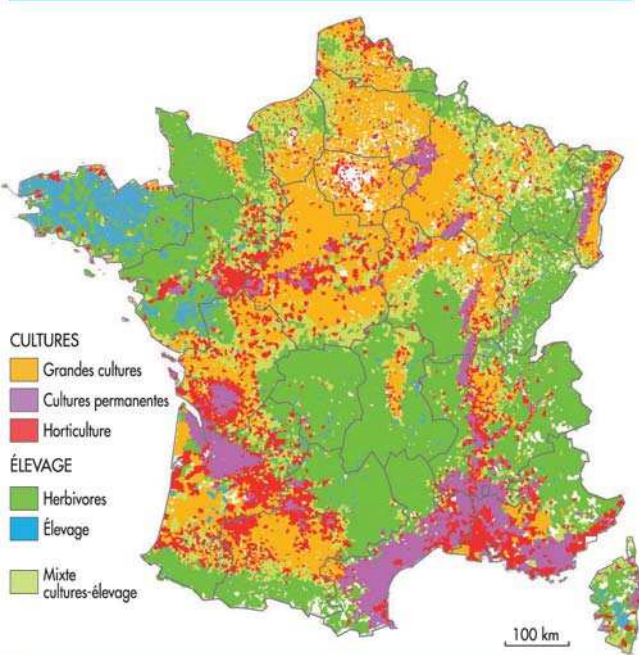 CULTURES
Grandes cultures
Cultures permanentes
Horticulture
ÉLEVAGE
Herbivores
Élevage
Mixte
cultures-élevage
100 km